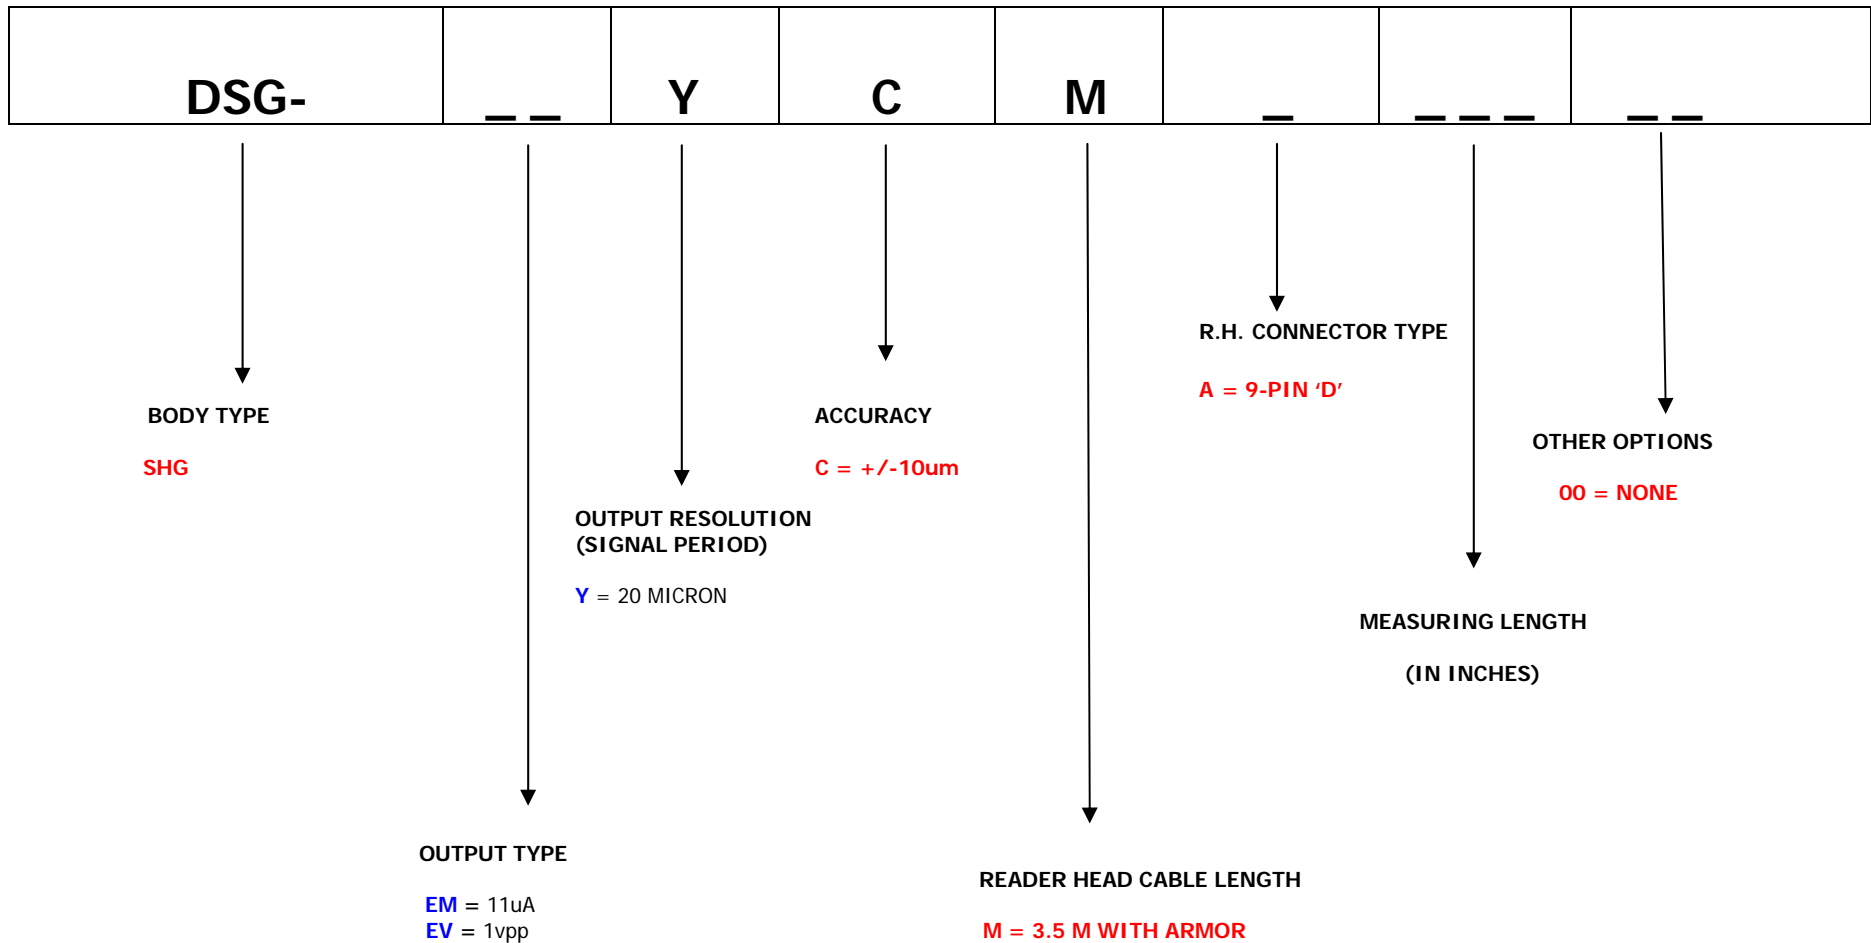 DSG- _ _ Y C M _ _ _ _ _ _
R.H. CONNECTOR TYPE
A = 9-PIN ‘D’
BODY TYPE
SHG
ACCURACY
C = +/-10um
OTHER OPTIONS
00 = NONE
OUTPUT RESOLUTION
(SIGNAL PERIOD)
Y = 20 MICRON
MEASURING LENGTH
(IN INCHES)
OUTPUT TYPE
EM = 11uA
EV = 1vpp
READER HEAD CABLE LENGTH
M = 3.5 M WITH ARMOR